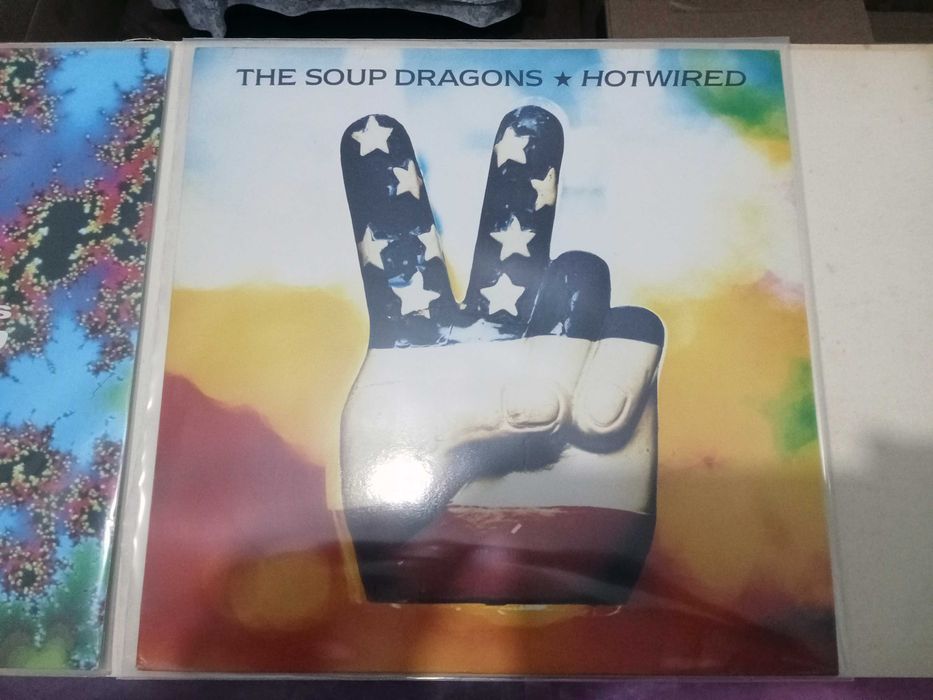 THE SOUP DRAGONS ★ HOTWIRED